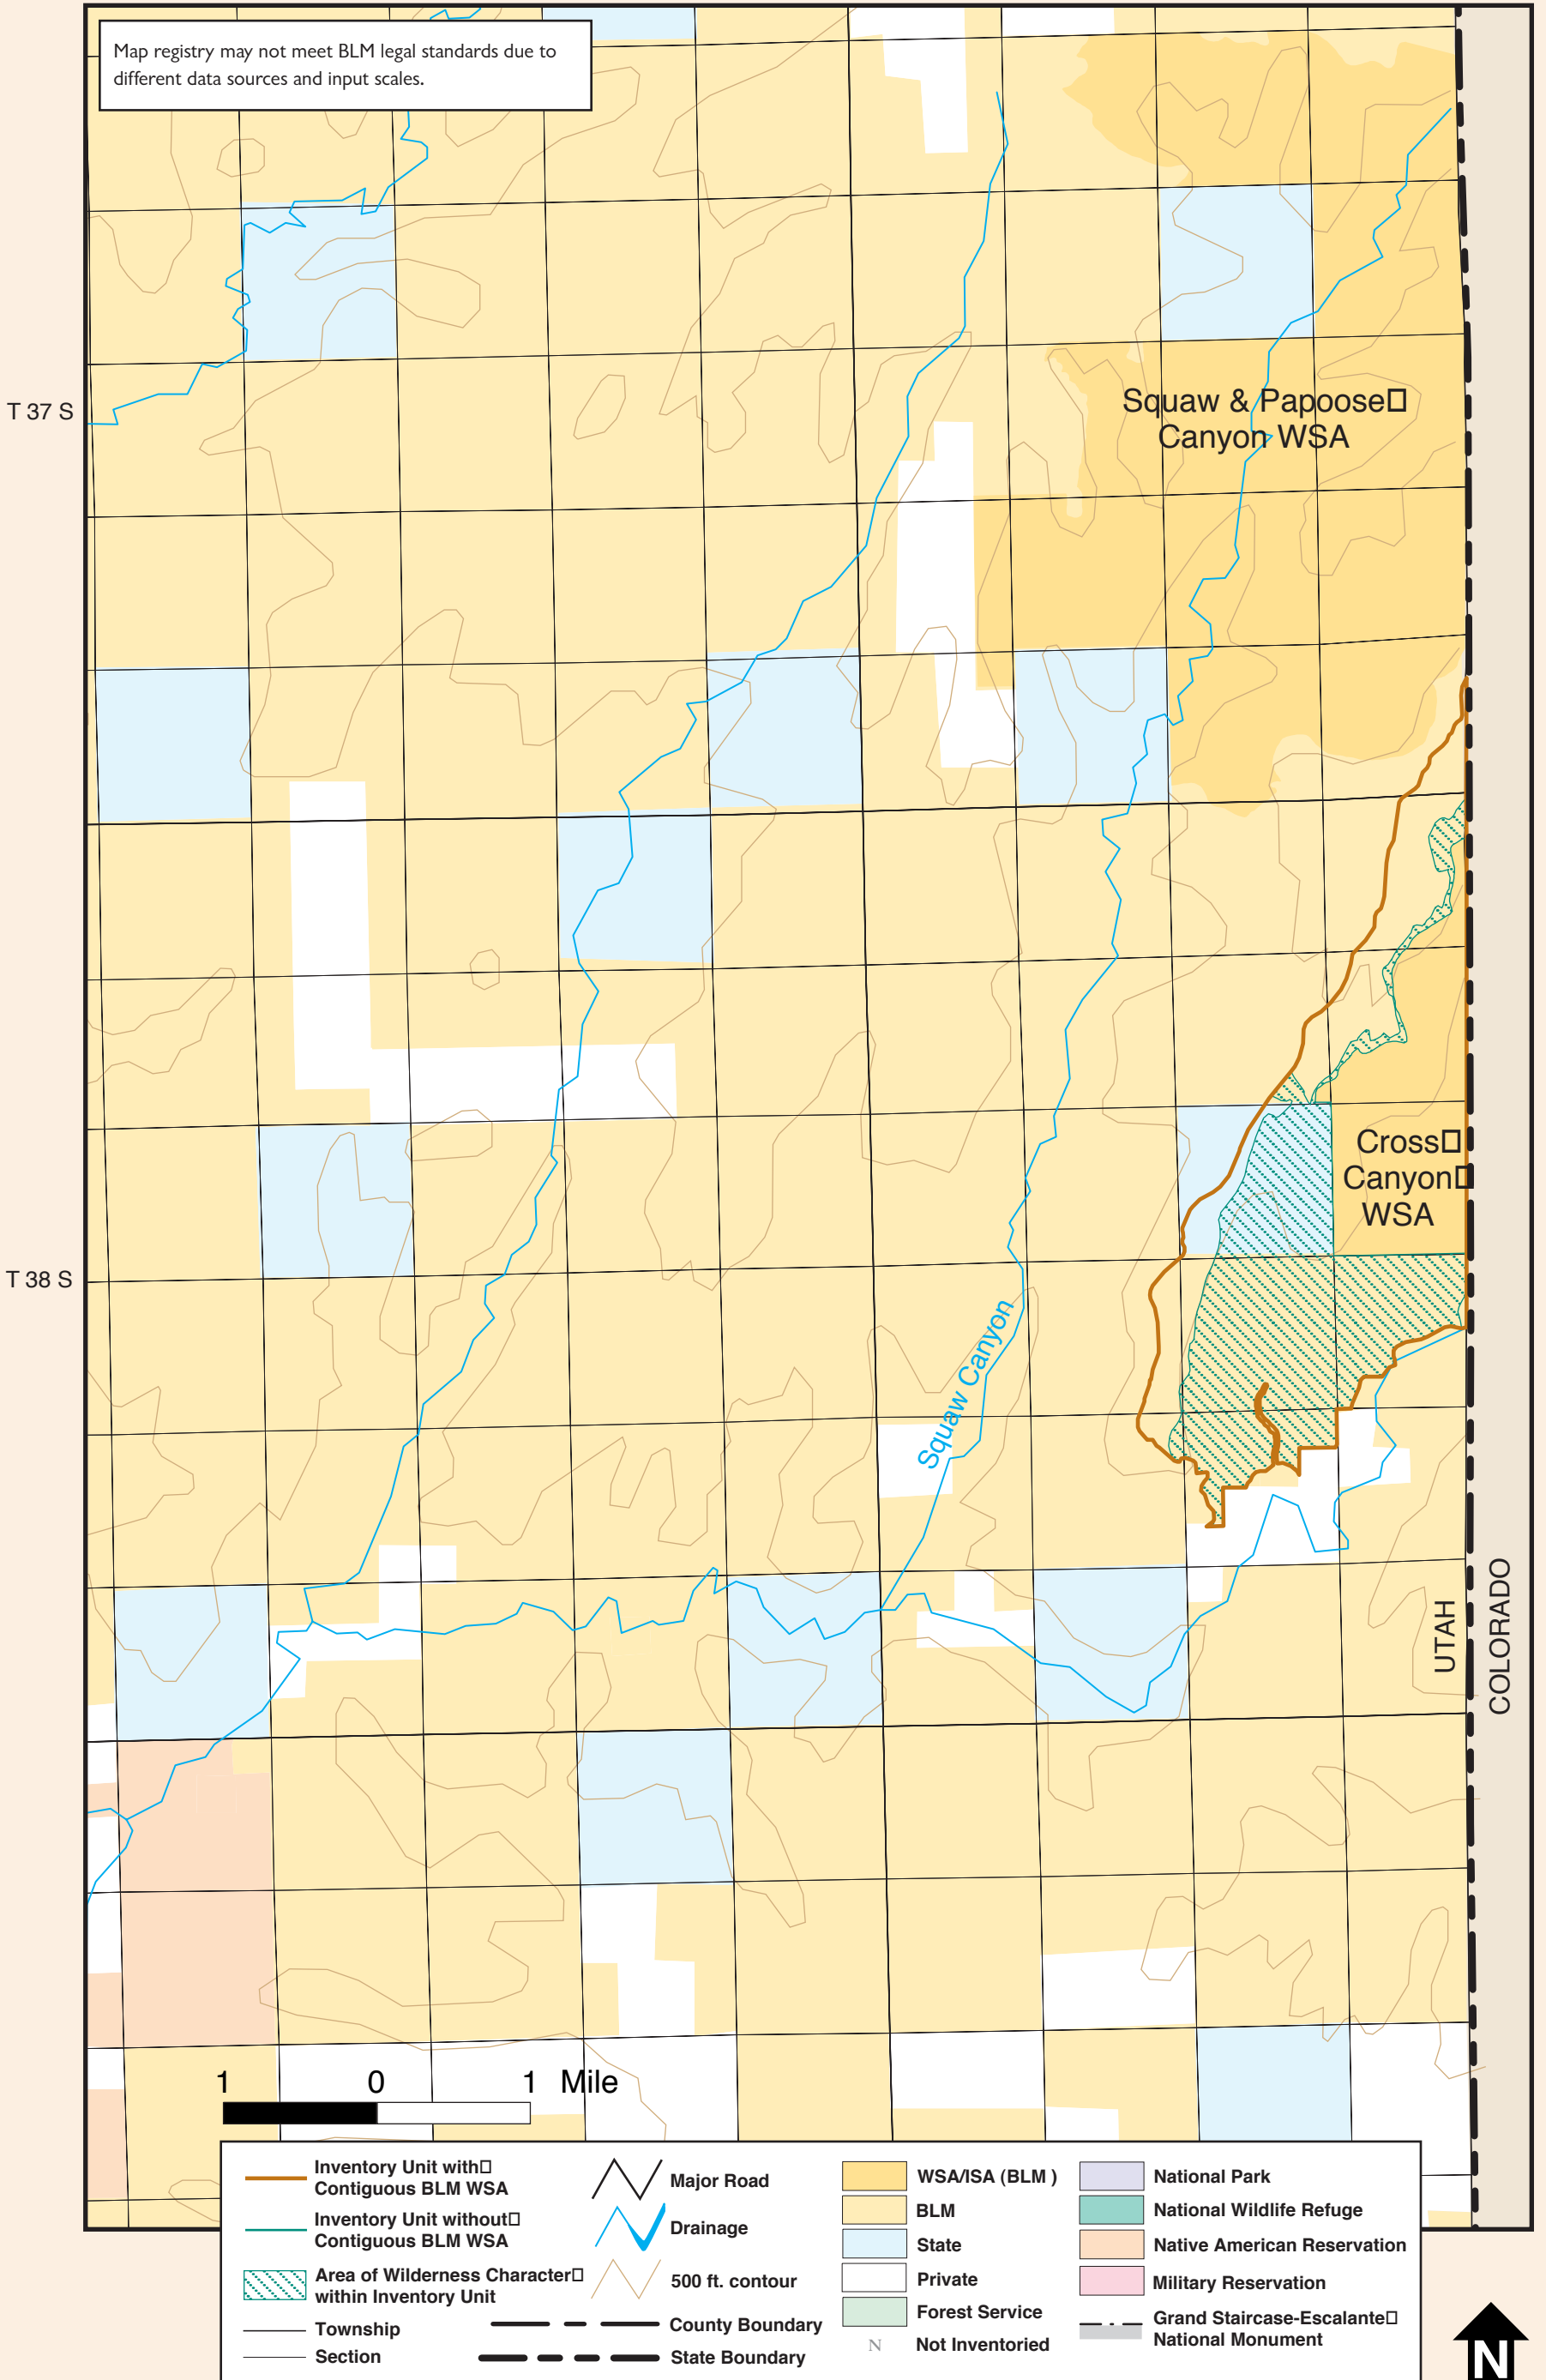 Map registry may not meet BLM legal standards due to
different data sources and input scales.
T 37 S
Squaw & Papoose□
Canyon WSA
Cross□
Canyon□
WSA
T 38 S
Squaw Canyon
UTAH
COLORADO
1 0 1 Mile
Inventory Unit with□
Contiguous BLM WSA
Inventory Unit without□
Contiguous BLM WSA
Area of Wilderness Character□
within Inventory Unit
Township
Section
Major Road
Drainage
500 ft. contour
County Boundary
State Boundary
WSA/ISA (BLM )
BLM
State
Private
Forest Service
N Not Inventoried
National Park
National Wildlife Refuge
Native American Reservation
Military Reservation
Grand Staircase-Escalante□
National Monument
N